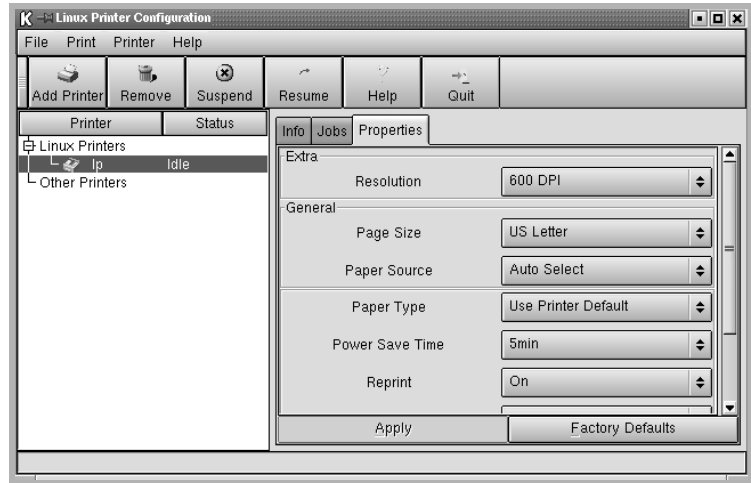 Linux Printer Configuration
File Print Printer Help
Add Printer Remove Suspend Resume Help Quit
Printer Status
Linux Printers
lp Idle
Other Printers
Info Jobs Properties
Extra
Resolution 600 DPI
General
Page Size US Letter
Paper Source Auto Select
Paper Type Use Printer Default
Power Save Time 5min
Reprint On
Apply Factory Defaults